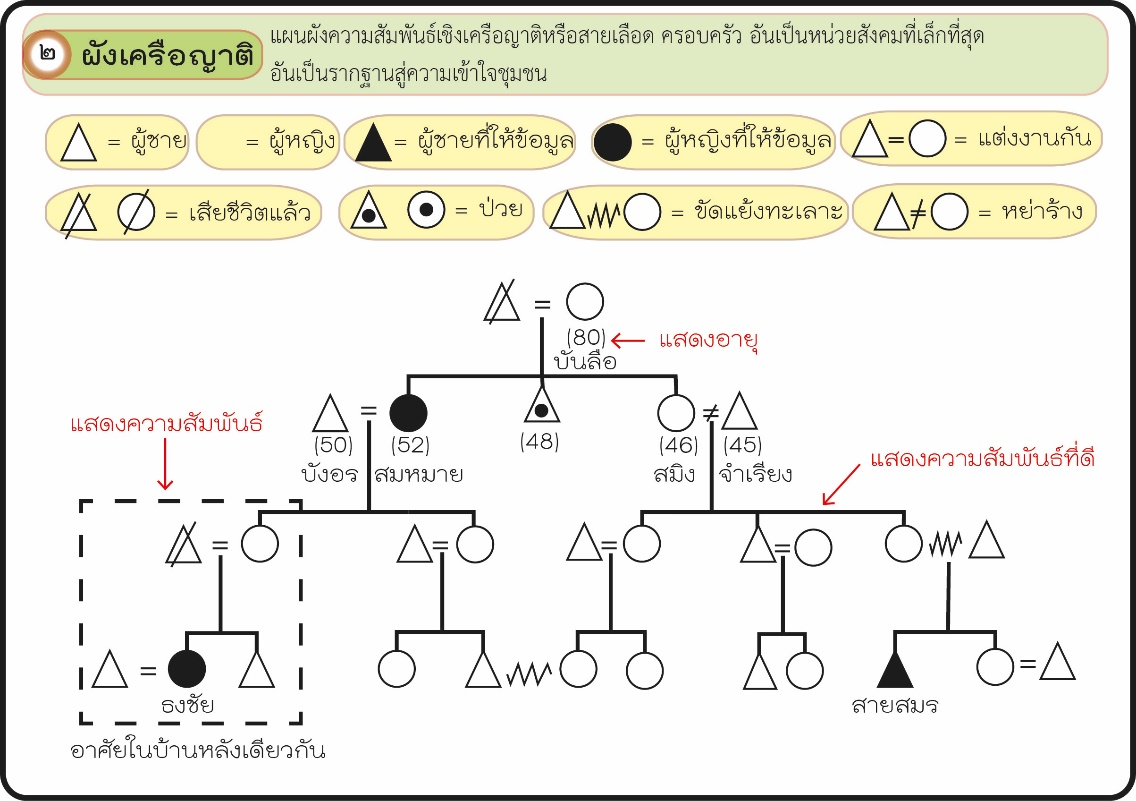 ๒ ผังเครือญาติ
แผนผังความสัมพันธ์เชิงเครือญาติหรือสายเลือด ครอบครัว อันเป็นหน่วยสังคมที่เล็กที่สุด
อันเป็นรากฐานสู่ความเข้าใจชุมชน
= ผู้ชาย
= ผู้หญิง
= ผู้ชายที่ให้ข้อมูล
= ผู้หญิงที่ให้ข้อมูล
= = แต่งงานกัน
= เสียชีวิตแล้ว
= ป่วย
= ขัดแย้งทะเลาะ
≠ = หย่าร้าง
=
(80) แสดงอายุ
บันลือ
= ≠
แสดงความสัมพันธ์
(50) (52) (48) (46) (45)
บังอร สมหมาย สมิง จำเรียง
แสดงความสัมพันธ์ที่ดี
= = = =
= =
ธงชัย สายสมร
อาศัยในบ้านหลังเดียวกัน